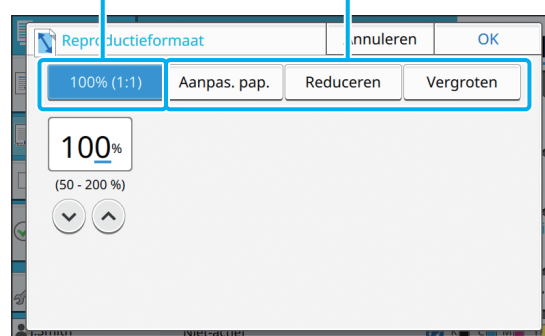 Reproductieformaat
Annuleren
OK
100% (1:1)
Aanpas. pap.
Reduceren
Vergroten
100%
(50 - 200 %)